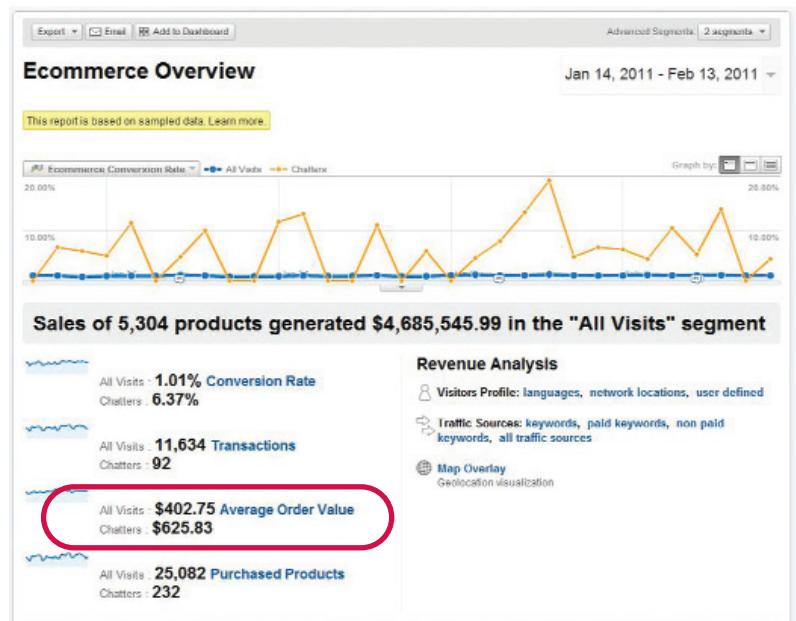 Export Email Add to Dashboard
Advanced Segments: 2 segments
Ecommerce Overview
Jan 14, 2011 - Feb 13, 2011
This report is based on sampled data. Learn more.
Ecommerce Conversion Rate All Visits Chatters
Graph by:
20.00% 20.00%
10.00% 10.00%
Sales of 5,304 products generated $4,685,545.99 in the "All Visits" segment
All Visits : 1.01% Conversion Rate
Chatters : 6.37%
All Visits : 11,634 Transactions
Chatters : 92
All Visits : $402.75 Average Order Value
Chatters : $625.83
All Visits : 25,082 Purchased Products
Chatters : 232
Revenue Analysis
Visitors Profile: languages, network locations, user defined
Traffic Sources: keywords, paid keywords, non paid
keywords, all traffic sources
Map Overlay
Geolocation visualization